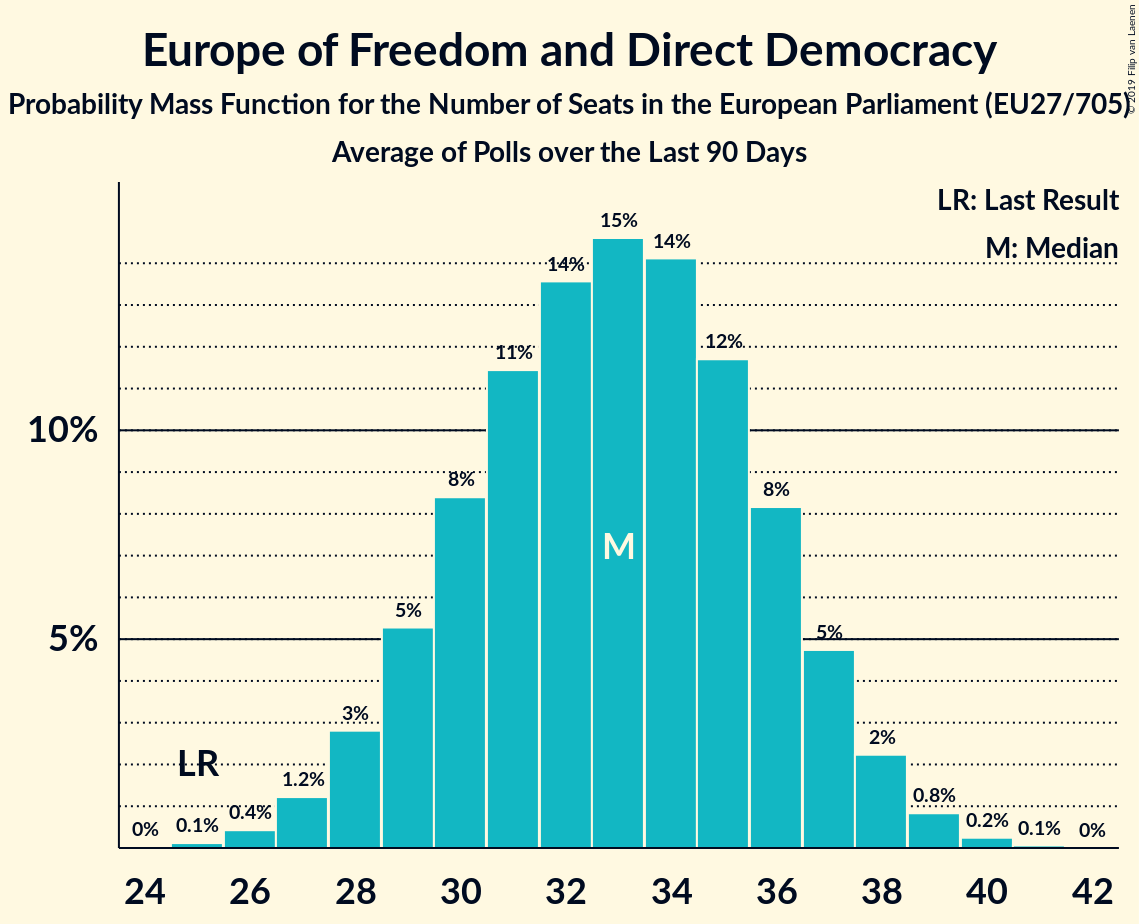 Europe of Freedom and Direct Democracy
Probability Mass Function for the Number of Seats in the European Parliament (EU27/705)
Average of Polls over the Last 90 Days
© 2019 Filip van Laenen
LR: Last Result
M: Median
15%
14%
14%
12%
11%
10%
8%
8%
M
5%
5%
5%
3%
2%
LR
1.2%
0.8%
0.4%
0.2%
0.1%
0.1%
0%
0%
24 26 28 30 32 34 36 38 40 42